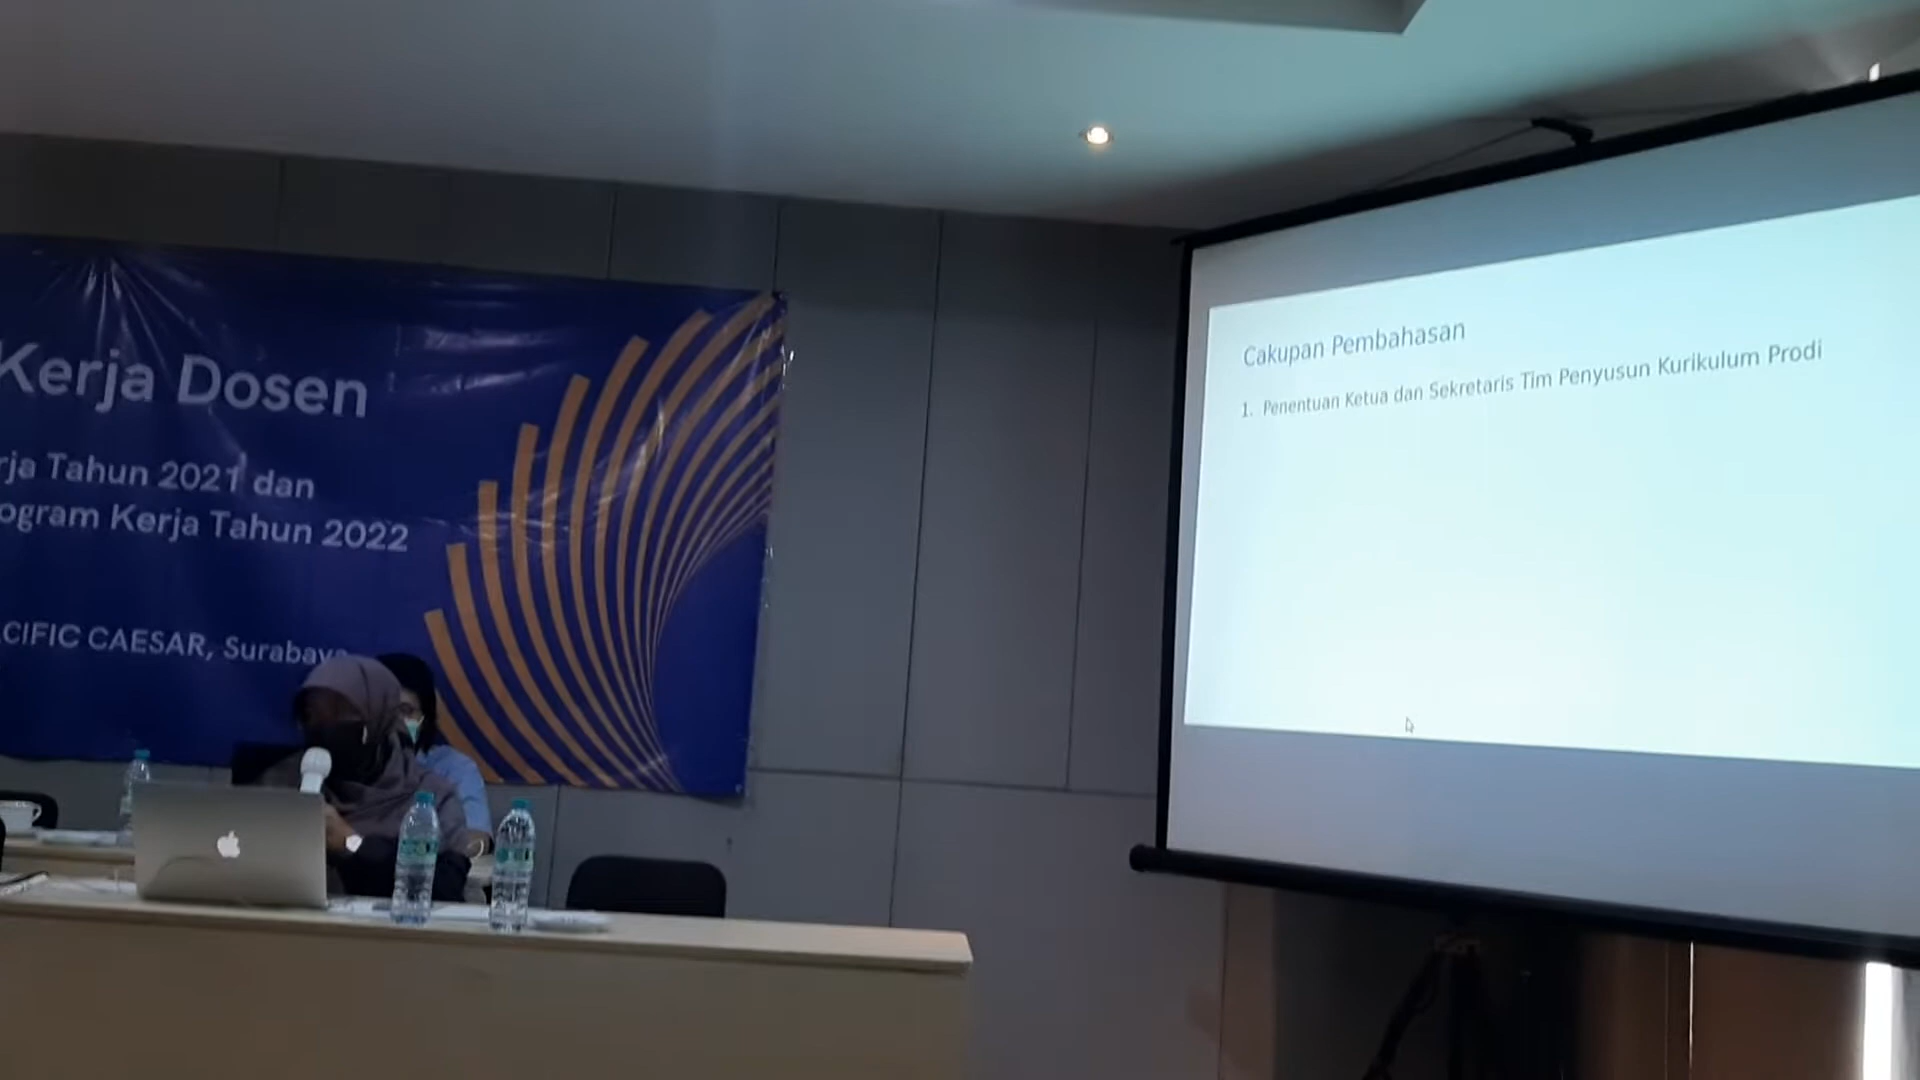 Kerja Dosen
rja Tahun 2021 dan
ogram Kerja Tahun 2022
CIFIC CAESAR, Surabaya
Cakupan Pembahasan
1. Penentuan Ketua dan Sekretaris Tim Penyusun Kurikulum Prodi